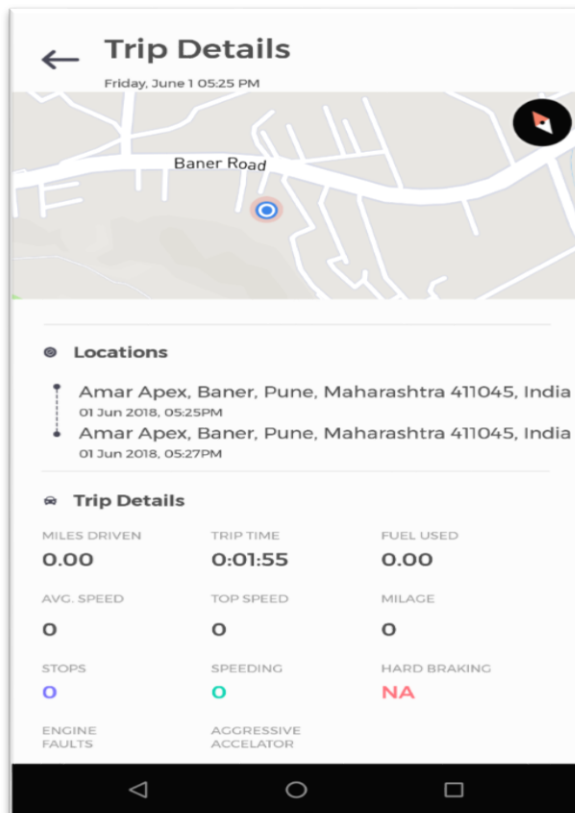 Trip Details
Friday, June 1 05:25 PM
Baner Road
Locations
Amar Apex, Baner, Pune, Maharashtra 411045, India
01 Jun 2018, 05:25PM
Amar Apex, Baner, Pune, Maharashtra 411045, India
01 Jun 2018, 05:27PM
Trip Details
MILES DRIVEN TRIP TIME FUEL USED
0.00 0:01:55 0.00
AVG. SPEED TOP SPEED MILAGE
0 0 0
STOPS SPEEDING HARD BRAKING
0 0 NA
ENGINE AGGRESSIVE
FAULTS ACCELATOR